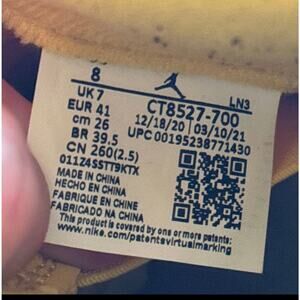 8
UK 7
EUR 41
cm 26
BR 39.5
CN 260(2.5)
LN3
CT8527-700
12/18/20 03/10/21
UPC 00195238771430
011Z4SSTT9KTX
MADE IN CHINA
HECHO EN CHINA
FABRIQUE EN CHINE
FABRICADO NA CHINA
This product is covered by one or more patents:
www.nike.com/patentsvirtualmarking